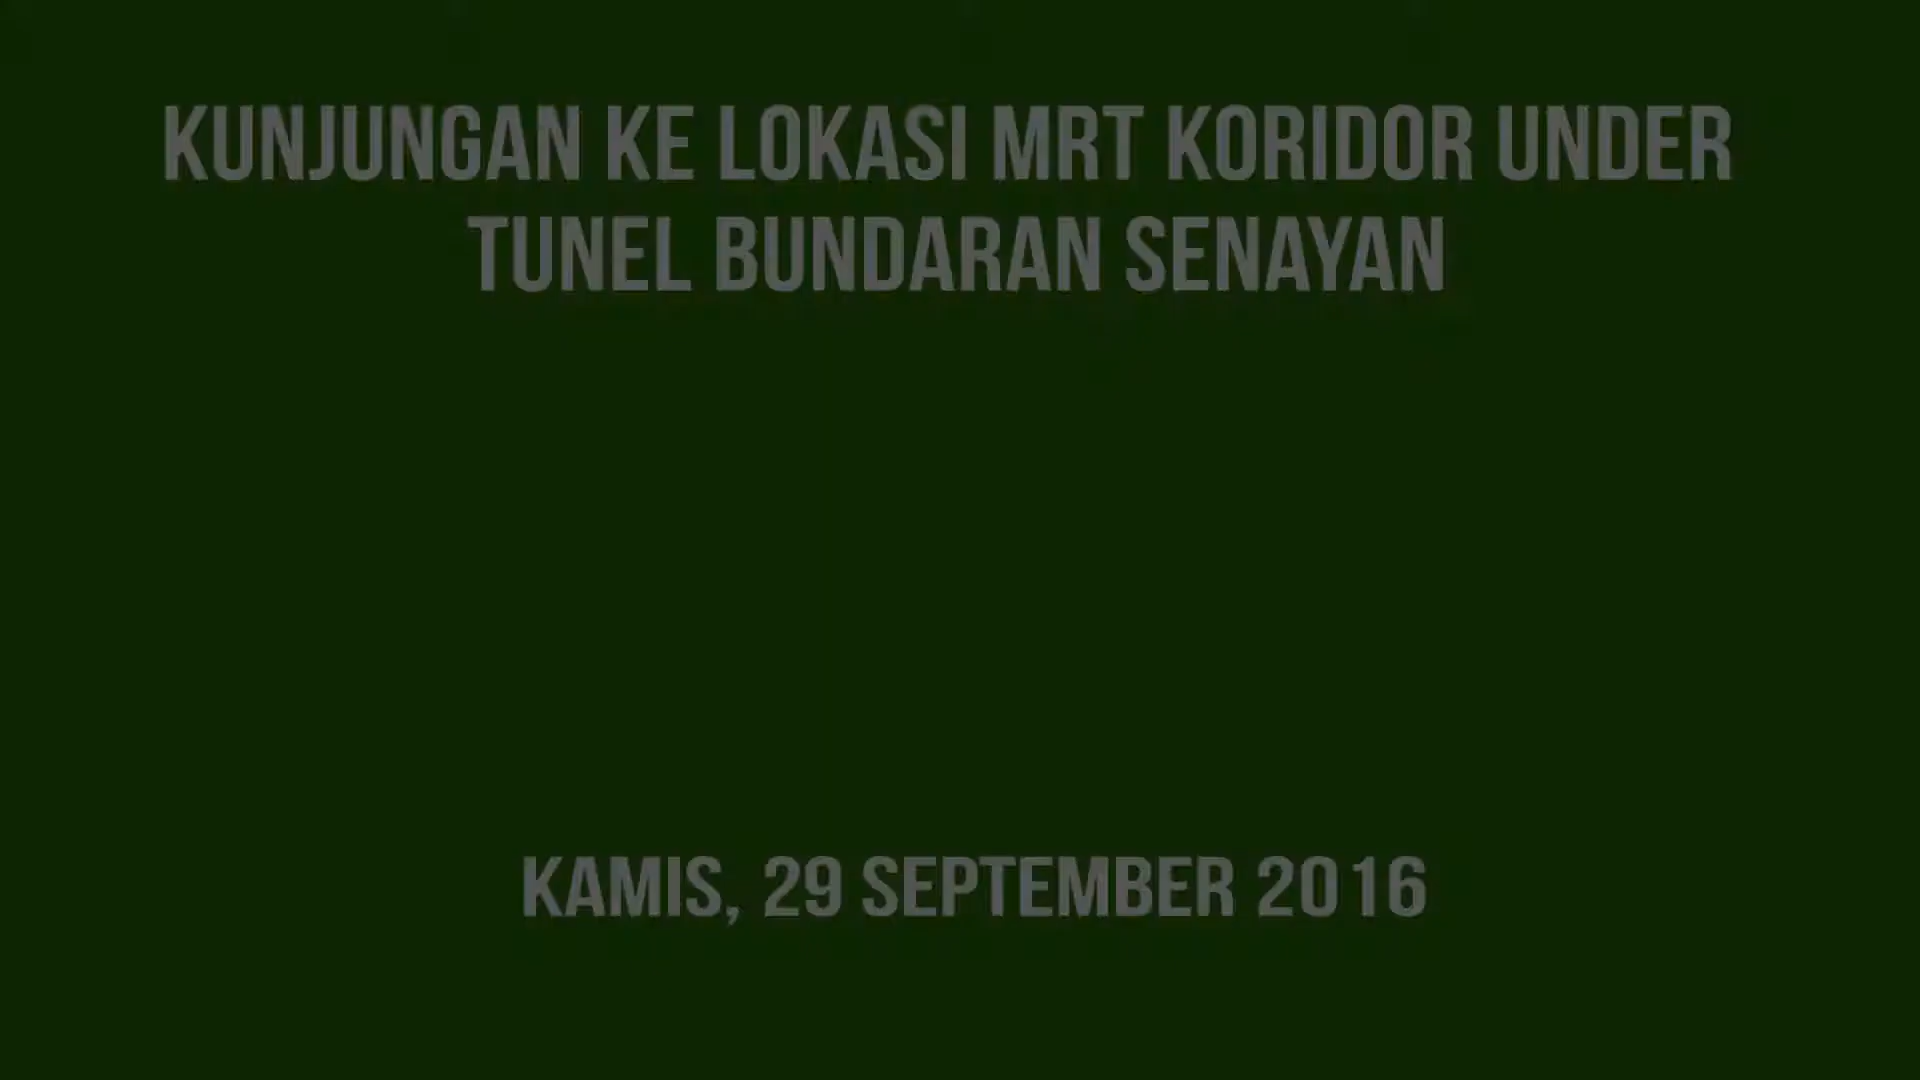 KUNJUNGAN KE LOKASI MRT KORIDOR UNDER
TUNEL BUNDARAN SENAYAN
KAMIS, 29 SEPTEMBER 2016